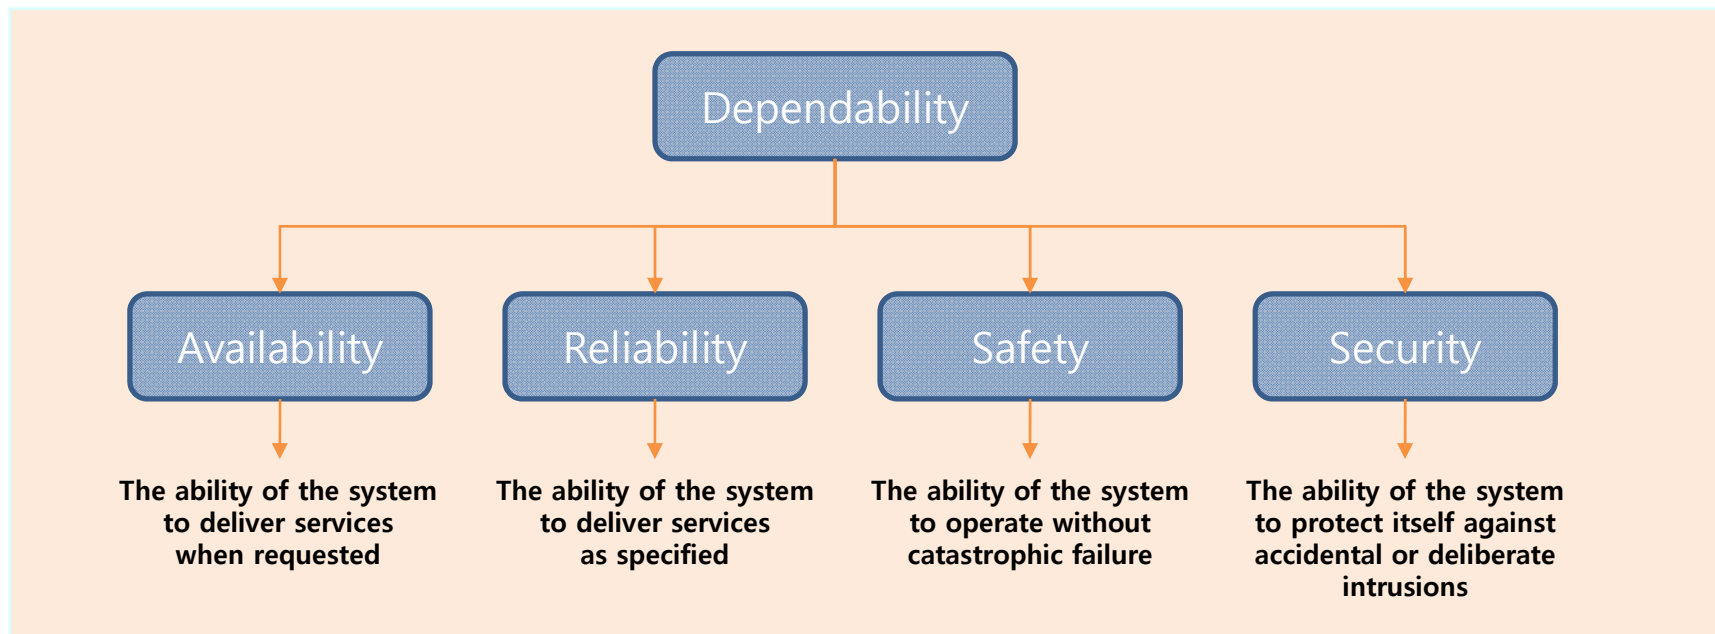 Dependability
Availability
Reliability
Safety
Security
The ability of the system
to deliver services
when requested
The ability of the system
to deliver services
as specified
The ability of the system
to operate without
catastrophic failure
The ability of the system
to protect itself against
accidental or deliberate
intrusions